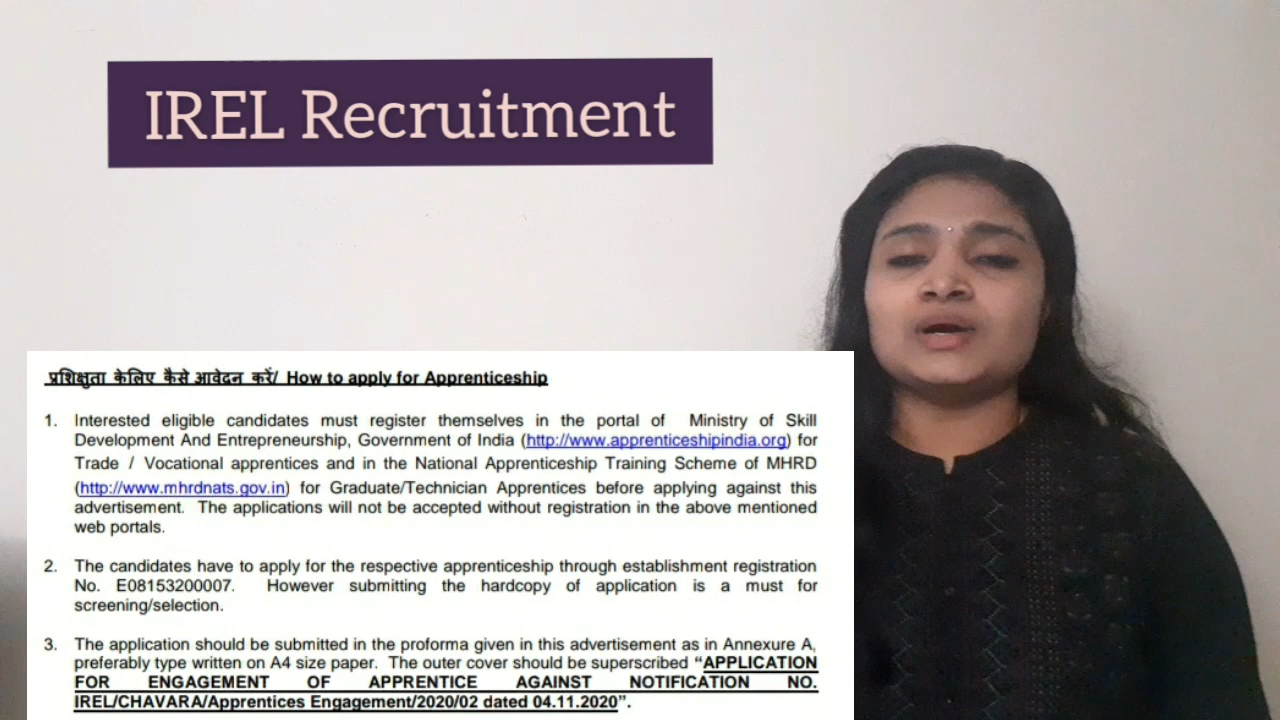 IREL Recruitment
प्रशिक्षुता केलिए कैसे आवेदन करें/ How to apply for Apprenticeship
1. Interested eligible candidates must register themselves in the portal of Ministry of Skill
Development And Entrepreneurship, Government of India (http://www.apprenticeshipindia.org) for
Trade / Vocational apprentices and in the National Apprenticeship Training Scheme of MHRD
(http://www.mhrdnats.gov.in) for Graduate/Technician Apprentices before applying against this
advertisement. The applications will not be accepted without registration in the above mentioned
web portals.
2. The candidates have to apply for the respective apprenticeship through establishment registration
No. E08153200007. However submitting the hardcopy of application is a must for
screening/selection.
3. The application should be submitted in the proforma given in this advertisement as in Annexure A,
preferably type written on A4 size paper. The outer cover should be superscribed “APPLICATION
FOR ENGAGEMENT OF APPRENTICE AGAINST NOTIFICATION NO.
IREL/CHAVARA/Apprentices Engagement/2020/02 dated 04.11.2020”.